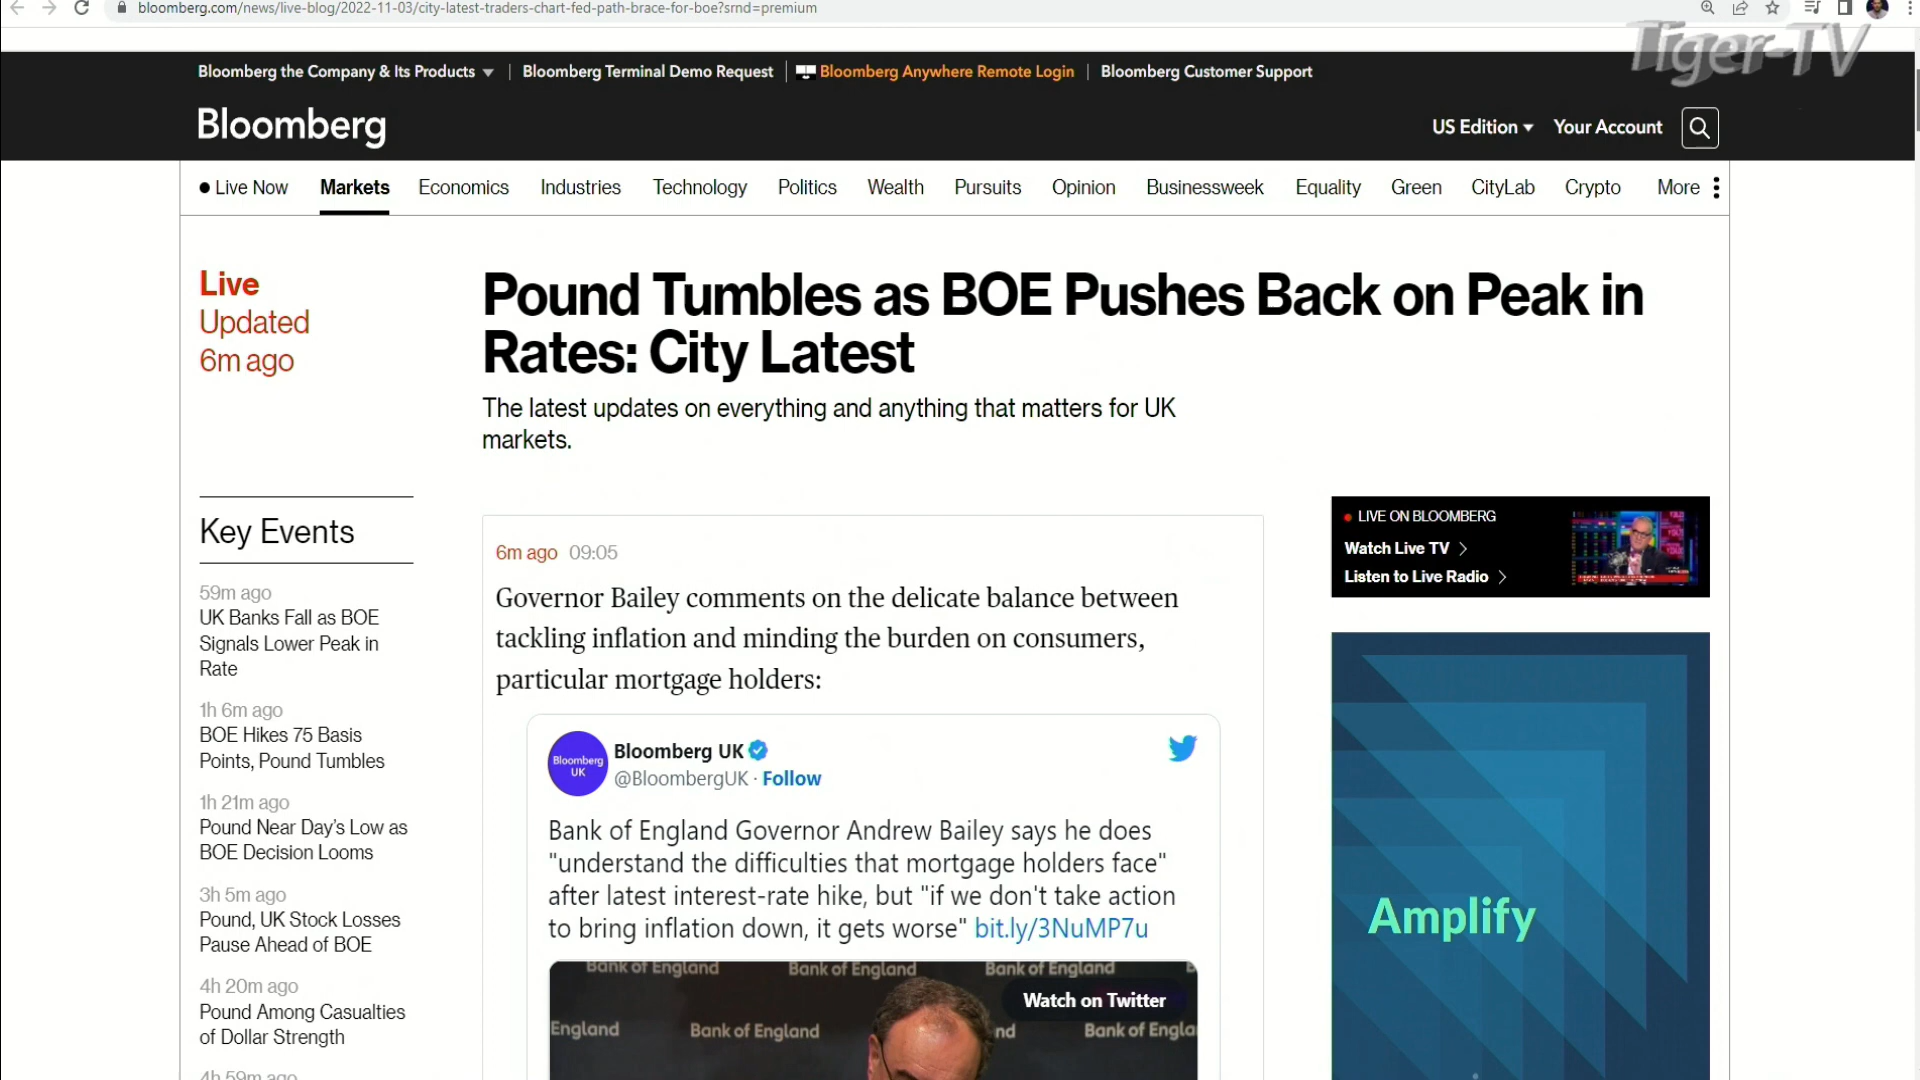 bloomberg.com/news/live-blog/2022-11-03/city-latest-traders-chart-fed-path-brace-for-boe?srnd=premium
Tiger-TV
Bloomberg the Company & Its Products
Bloomberg Terminal Demo Request
Bloomberg Anywhere Remote Login
Bloomberg Customer Support
Bloomberg
US Edition
Your Account
Live Now
Markets
Economics
Industries
Technology
Politics
Wealth
Pursuits
Opinion
Businessweek
Equality
Green
CityLab
Crypto
More
Live
Updated
6m ago
Pound Tumbles as BOE Pushes Back on Peak in
Rates: City Latest
The latest updates on everything and anything that matters for UK
markets.
Key Events
59m ago
UK Banks Fall as BOE
Signals Lower Peak in
Rate
1h 6m ago
BOE Hikes 75 Basis
Points, Pound Tumbles
1h 21m ago
Pound Near Day's Low as
BOE Decision Looms
3h 5m ago
Pound, UK Stock Losses
Pause Ahead of BOE
4h 20m ago
Pound Among Casualties
of Dollar Strength
4h 59m ago
6m ago 09:05
Governor Bailey comments on the delicate balance between
tackling inflation and minding the burden on consumers,
particular mortgage holders:
Bloomberg
UK
Bloomberg UK
@BloombergUK · Follow
Bank of England Governor Andrew Bailey says he does
"understand the difficulties that mortgage holders face"
after latest interest-rate hike, but "if we don't take action
to bring inflation down, it gets worse" bit.ly/3NuMP7u
Bank of England Bank of England Bank of England
Watch on Twitter
England Bank of England nd Bank of Engla
LIVE ON BLOOMBERG
Watch Live TV
Listen to Live Radio
Amplify